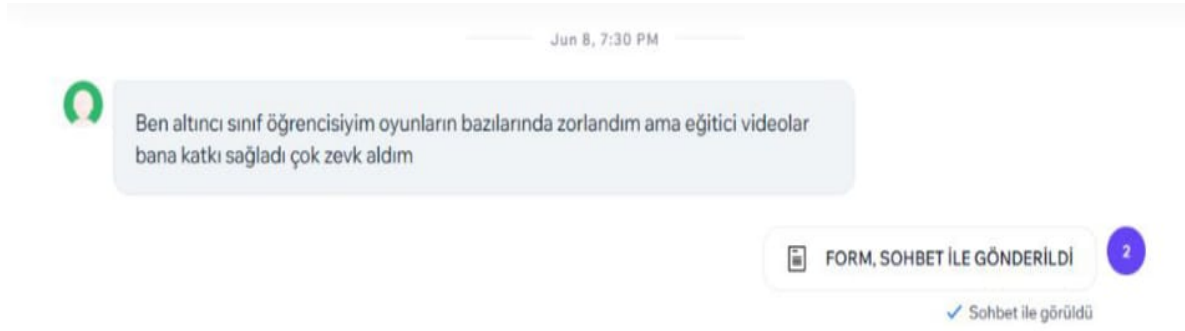 Jun 8, 7:30 PM
Ben altıncı sınıf öğrencisiyim oyunların bazılarında zorlandım ama eğitici videolar
bana katkı sağladı çok zevk aldım
FORM, SOHBET İLE GÖNDERİLDİ
2
Sohbet ile görüldü